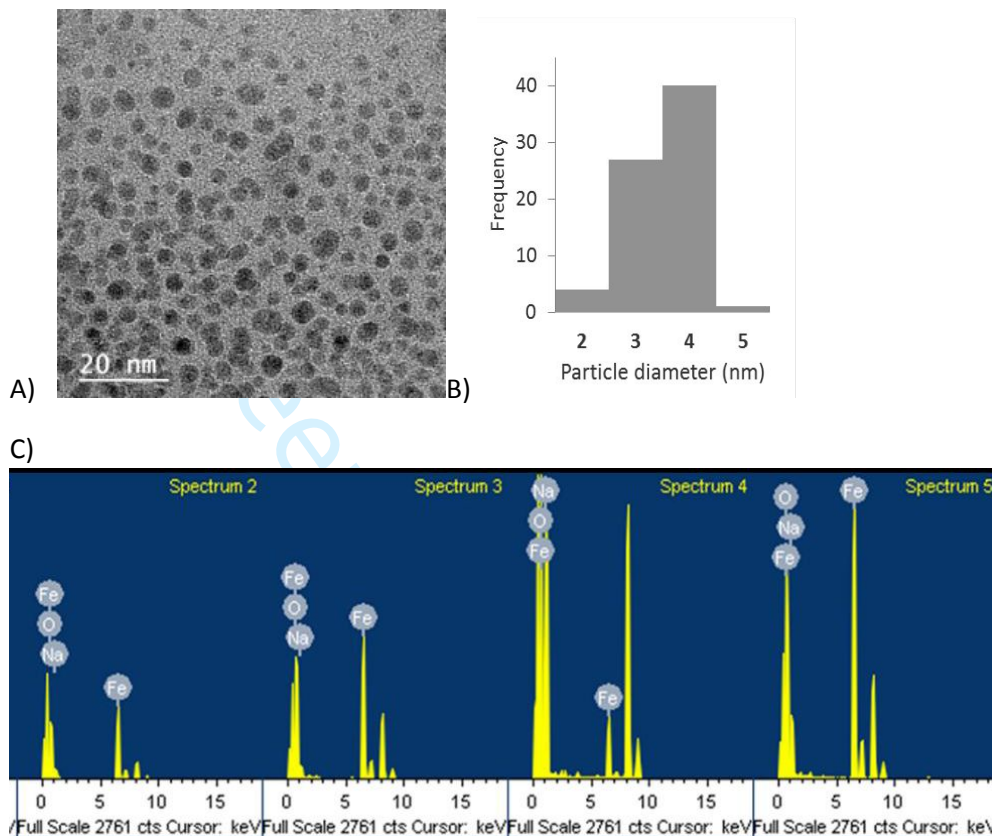 20 nm
A)
40
30
20
10
0
Frequency
2 3 4 5
Particle diameter (nm)
B)
C)
Spectrum 2
Fe
O
Na
Fe
0 5 10 15
Full Scale 2761 cts Cursor: keV
Spectrum 3
Fe
O
Na
Fe
0 5 10 15
Full Scale 2761 cts Cursor: keV
Spectrum 4
Na
O
Fe
Fe
0 5 10 15
Full Scale 2761 cts Cursor: keV
Spectrum 5
O
Na
Fe
Fe
0 5 10 15
Full Scale 2761 cts Cursor: keV